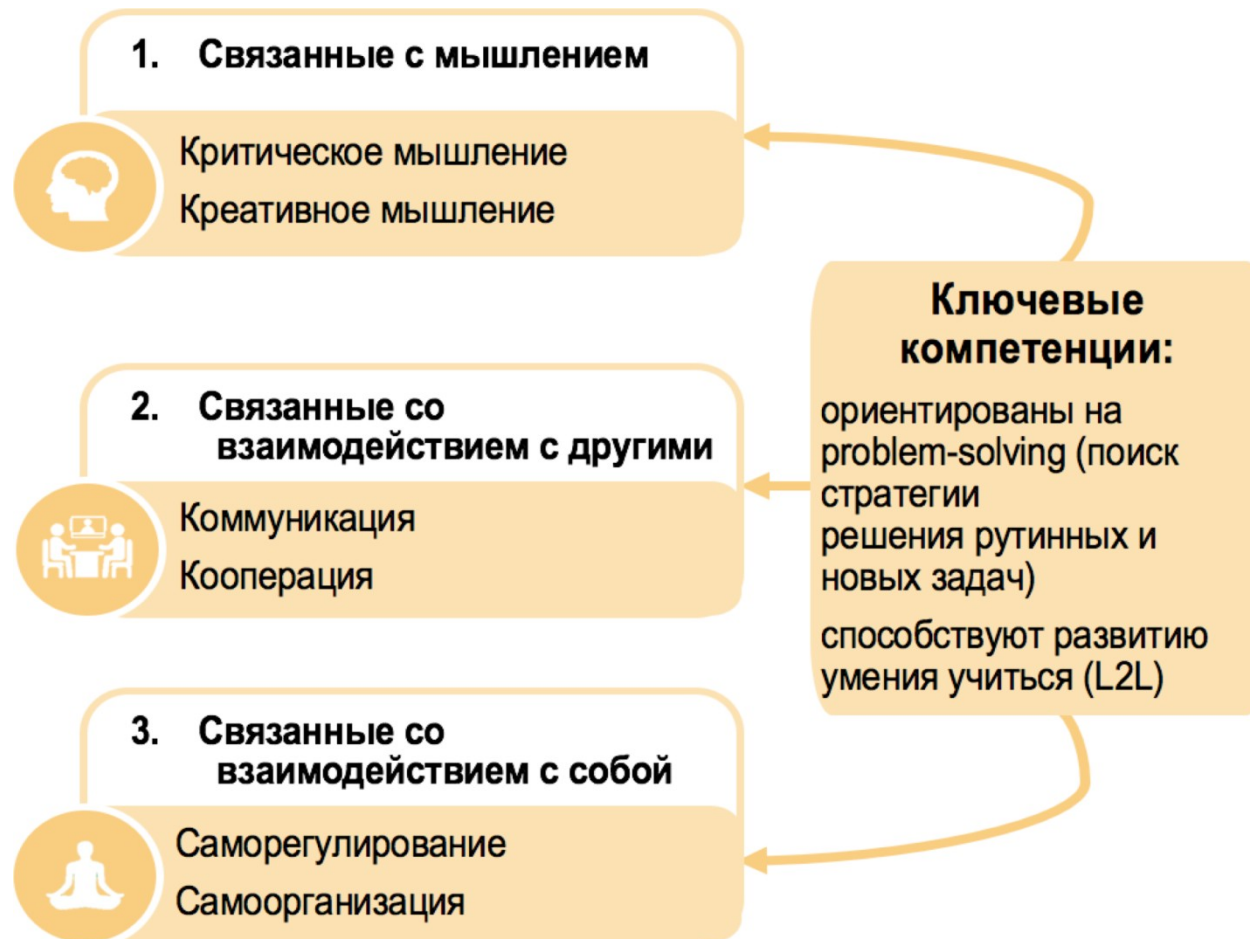 1. Связанные с мышлением
Критическое мышление
Креативное мышление
2. Связанные со
взаимодействием с другими
Коммуникация
Кооперация
3. Связанные со
взаимодействием с собой
Саморегулирование
Самоорганизация
Ключевые
компетенции:
ориентированы на
problem-solving (поиск
стратегии
решения рутинных и
новых задач)
способствуют развитию
умения учиться (L2L)